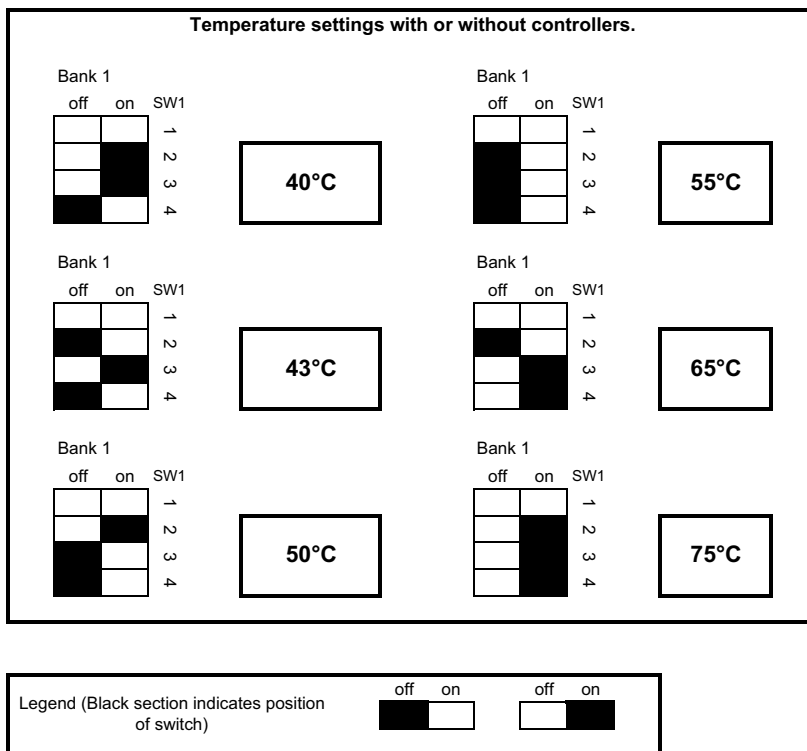 Temperature settings with or without controllers.
Bank 1
off on SW1
1
2
3
4
40°C
Bank 1
off on SW1
1
2
3
4
55°C
Bank 1
off on SW1
1
2
3
4
43°C
Bank 1
off on SW1
1
2
3
4
65°C
Bank 1
off on SW1
1
2
3
4
50°C
Bank 1
off on SW1
1
2
3
4
75°C
Legend (Black section indicates position
of switch)
off on
off on